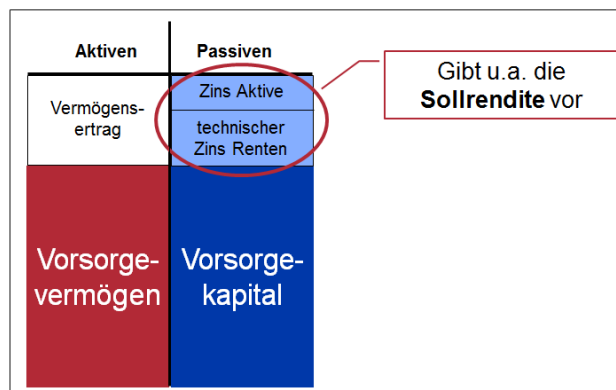 Aktiven Passiven
Zins Aktive
Vermögens-
ertrag
technischer
Zins Renten
Gibt u.a. die
Sollrendite vor
Vorsorge-
vermögen
Vorsorge-
kapital